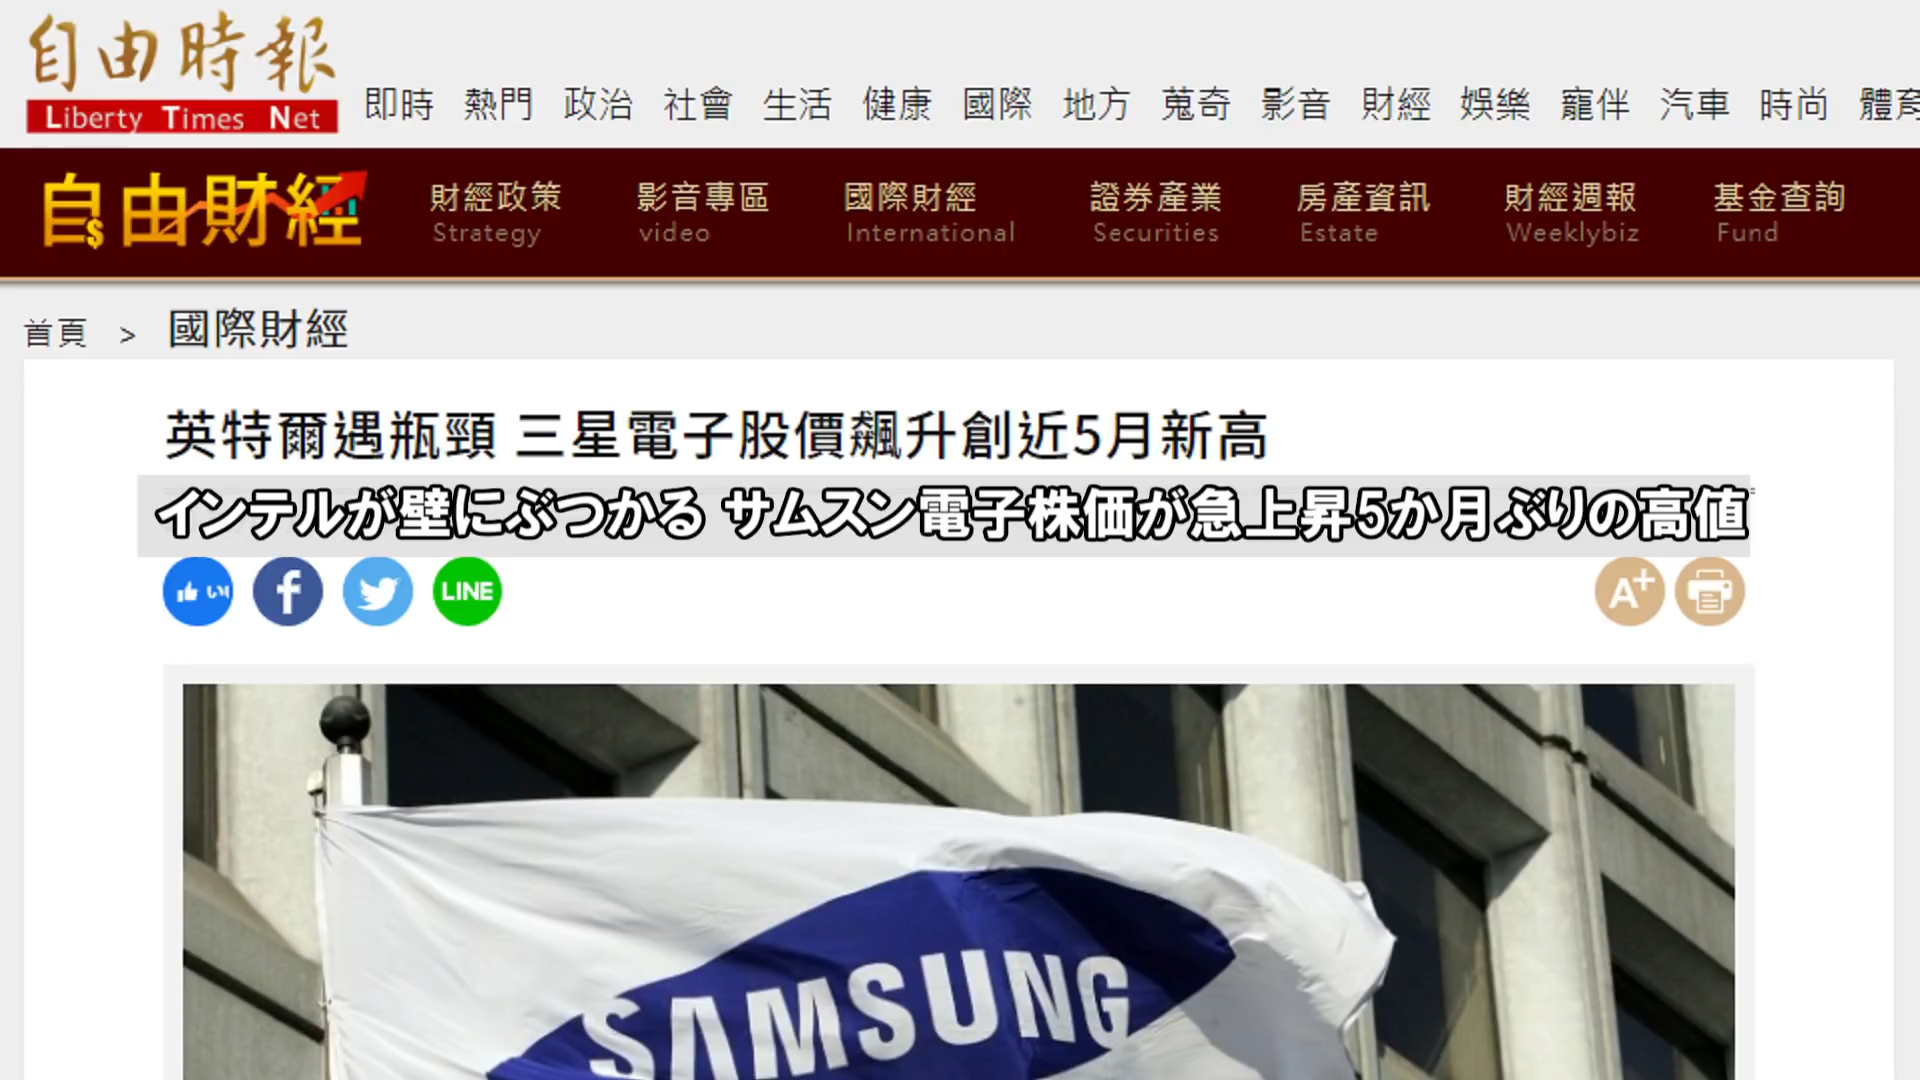 自由時報
Liberty Times Net
即時 熱門 政治 社會 生活 健康 國際 地方 蒐奇 影音 財經 娛樂 寵伴 汽車 時尚 體育
自由財經
財經政策 影音專區 國際財經 證券產業 房產資訊 財經週報 基金查詢
Strategy video International Securities Estate Weeklybiz Fund
首頁 > 國際財經
英特爾遇瓶頸 三星電子股價飆升創近5月新高
インテルが壁にぶつかる サムスン電子株価が急上昇5か月ぶりの高値
いい f LINE A+
SAMSUNG